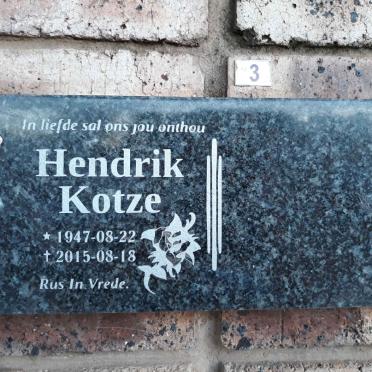 3
In liefde sal ons jou onthou
Hendrik
Kotze
* 1947-08-22
† 2015-08-18
Rus In Vrede.